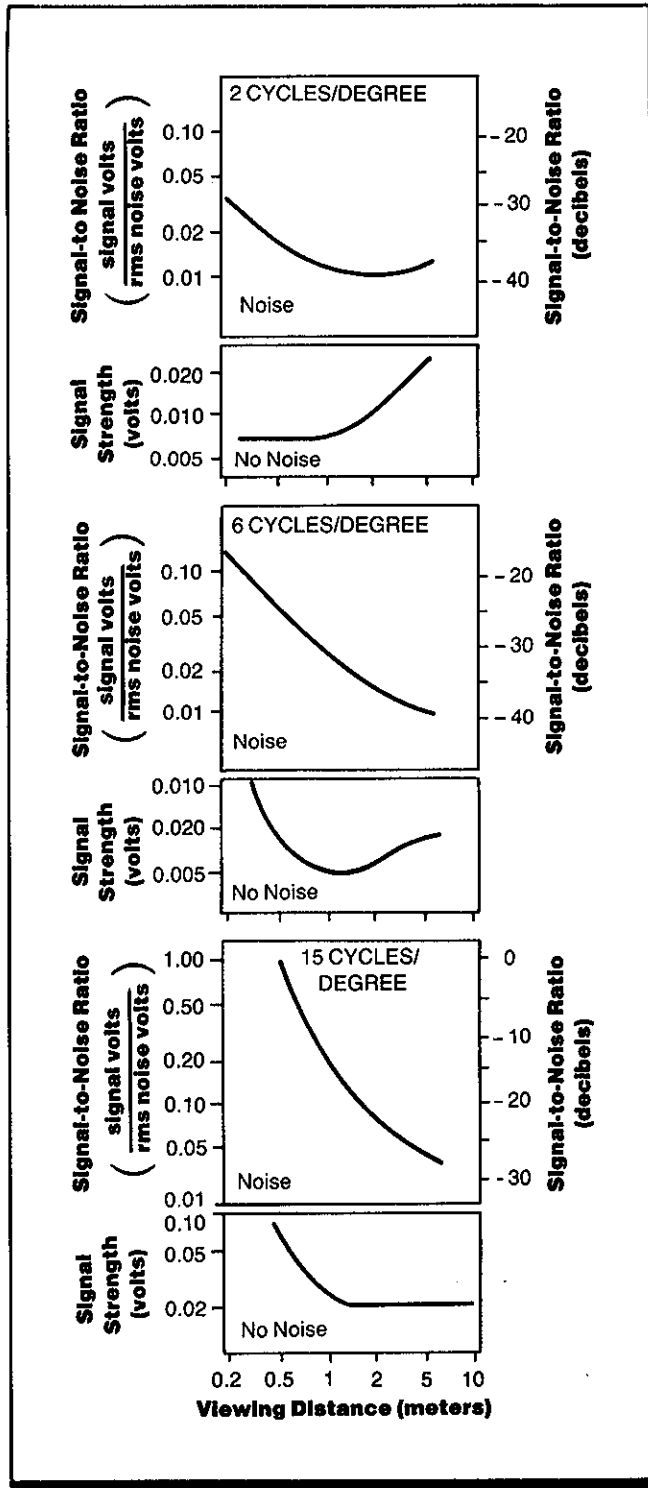 2 CYCLES/DEGREE
Signal-to Noise Ratio
( signal volts
rms noise volts )
0.10
0.05
0.02
0.01
Noise
-20
-30
-40
Signal-to-Noise Ratio
(decibels)
Signal
Strength
(volts)
0.020
0.010
0.005
No Noise
6 CYCLES/DEGREE
Signal-to-Noise Ratio
( signal volts
rms noise volts )
0.10
0.05
0.02
0.01
Noise
-20
-30
-40
Signal-to-Noise Ratio
(decibels)
Signal
Strength
(volts)
0.010
0.020
0.005
No Noise
15 CYCLES/
DEGREE
Signal-to-Noise Ratio
( signal volts
rms noise volts )
1.00
0.50
0.20
0.10
0.05
0.01
Noise
0
-10
-20
-30
Signal-to-Noise Ratio
(decibels)
Signal
Strength
(volts)
0.10
0.05
0.02
No Noise
0.2 0.5 1 2 5 10
Viewing Distance (meters)